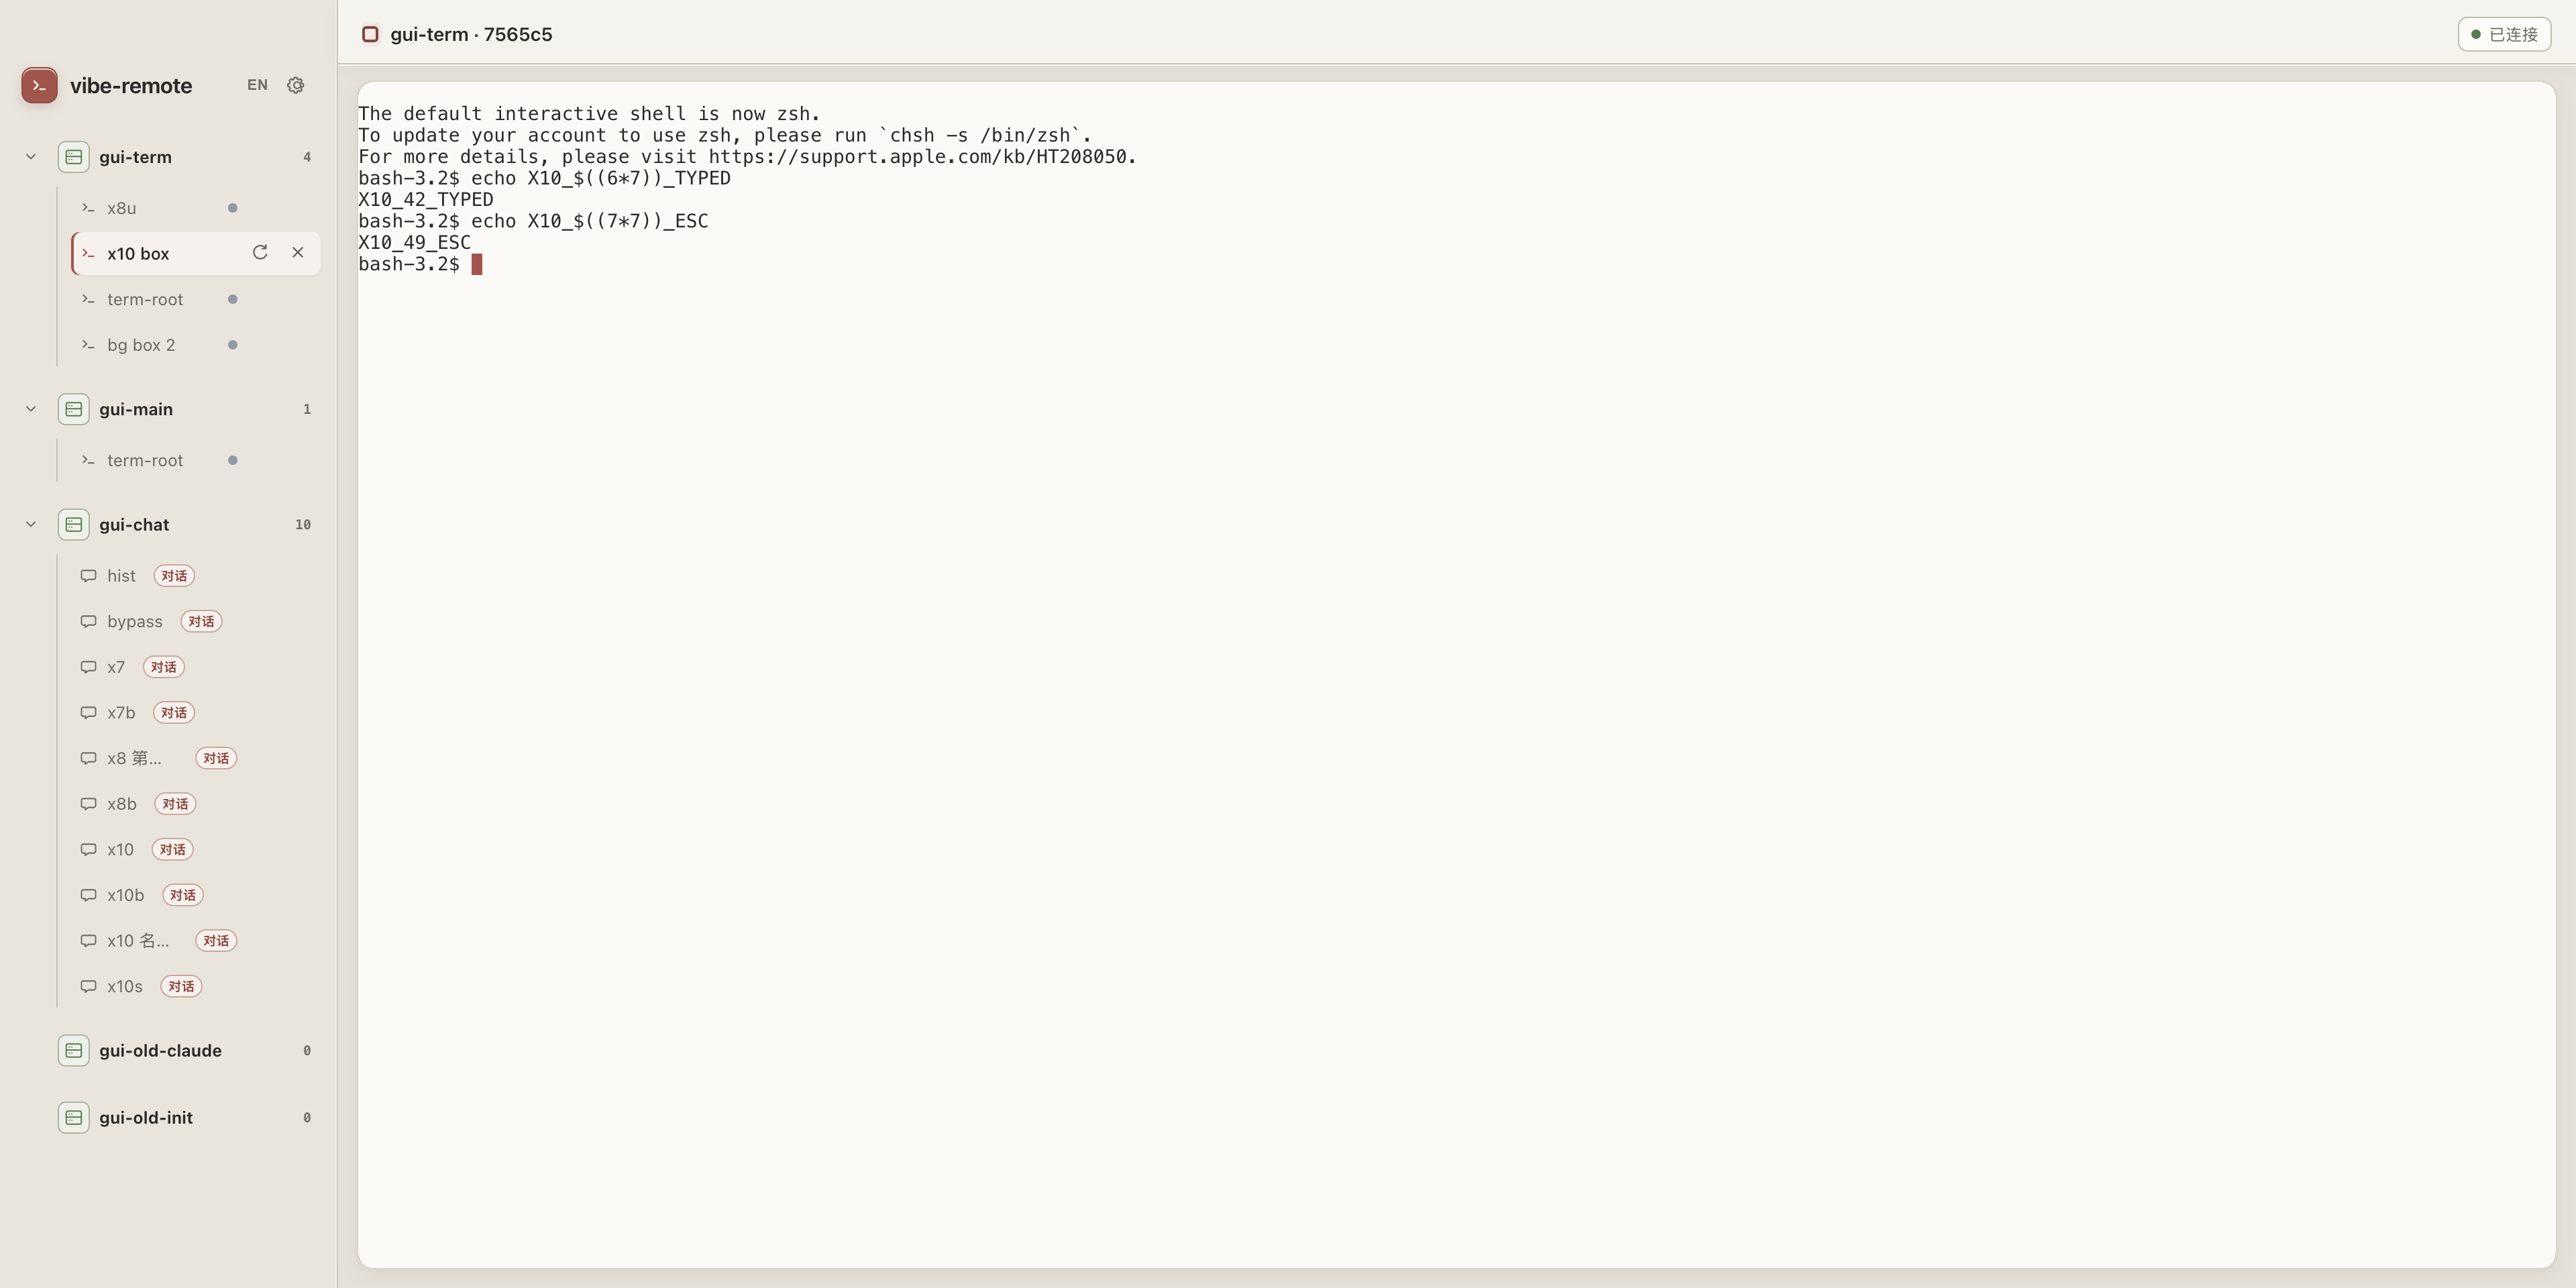 vibe-remote EN
gui-term 4
x8u
x10 box
term-root
bg box 2
gui-main 1
term-root
gui-chat 10
hist 对话
bypass 对话
x7 对话
x7b 对话
x8 第... 对话
x8b 对话
x10 对话
x10b 对话
x10 名... 对话
x10s 对话
gui-old-claude 0
gui-old-init 0
gui-term · 7565c5
已连接
The default interactive shell is now zsh.
To update your account to use zsh, please run `chsh -s /bin/zsh`.
For more details, please visit https://support.apple.com/kb/HT208050.
bash-3.2$ echo X10_$((6*7))_TYPED
X10_42_TYPED
bash-3.2$ echo X10_$((7*7))_ESC
X10_49_ESC
bash-3.2$